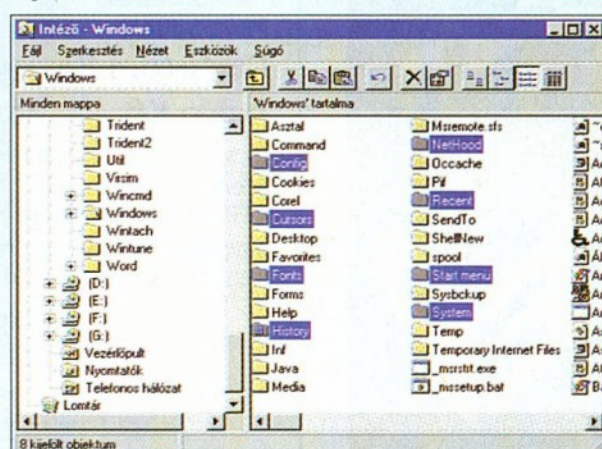 Intéző - Windows
Fájl Szerkesztés Nézet Eszközök Súgó
Windows
Minden mappa
'Windows' tartalma
Trident
Trident2
Util
Virsim
Wincmd
Windows
Wintach
Wintune
Word
(D:)
(E:)
(F:)
(G:)
Vezérlőpult
Nyomtatók
Telefonos hálózat
Lomtár
Asztal
Command
Config
Cookies
Corel
Cursors
Desktop
Favorites
Fonts
Forms
Help
History
Inf
Java
Media
Msremote.sfs
NetHood
Occache
Pif
Recent
SendTo
ShellNew
spool
Start menu
Sysbckup
System
Temp
Temporary Internet Files
_msrstrt.exe
_mssetup.bat
8 kijelölt objektum